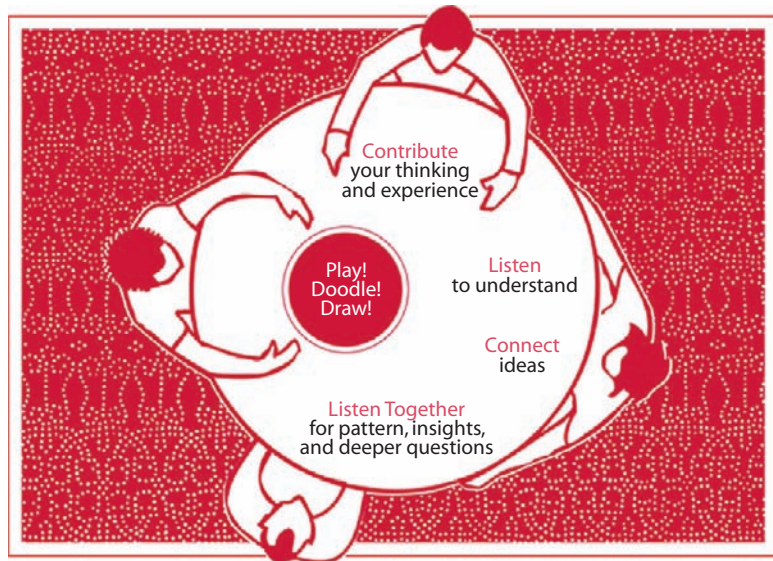 Contribute
your thinking
and experience
Play!
Doodle!
Draw!
Listen
to understand
Connect
ideas
Listen Together
for pattern, insights,
and deeper questions